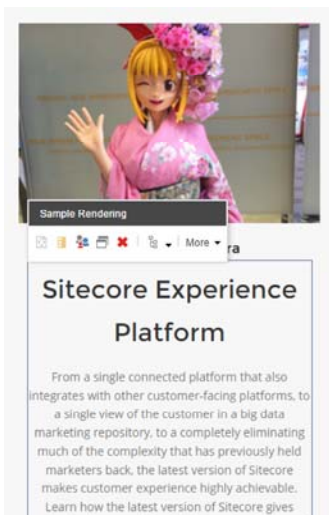 Sample Rendering
More
ra
Sitecore Experience
Platform
From a single connected platform that also
integrates with other customer-facing platforms, to
a single view of the customer in a big data
marketing repository, to a completely eliminating
much of the complexity that has previously held
marketers back, the latest version of Sitecore
makes customer experience highly achievable.
Learn how the latest version of Sitecore gives